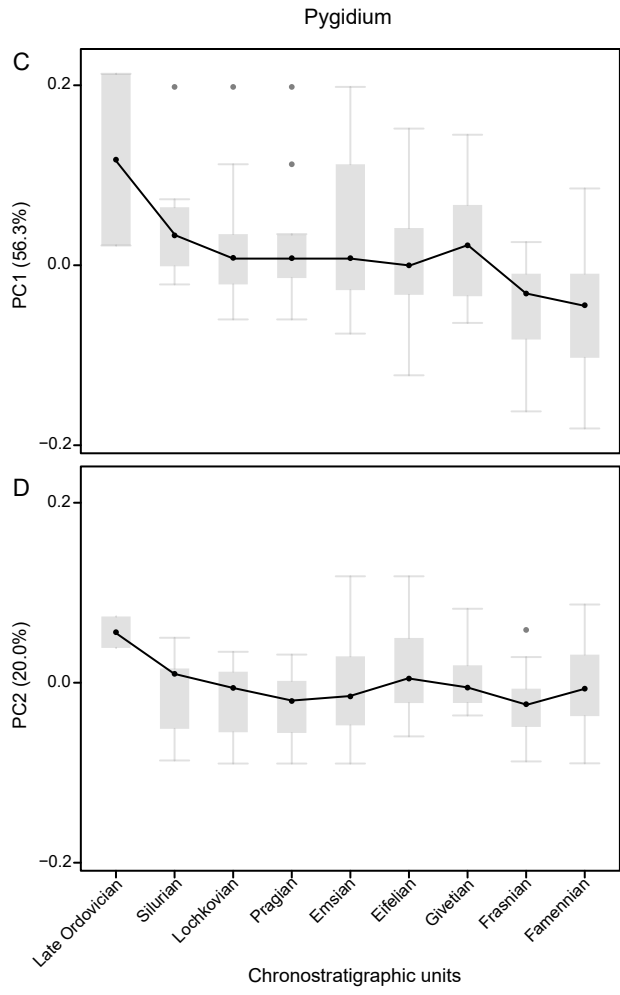 Pygidium
C
0.2
0.0
−0.2
PC1 (56.3%)
D
0.2
0.0
−0.2
PC2 (20.0%)
Late Ordovician
Silurian
Lochkovian
Pragian
Emsian
Eifelian
Givetian
Frasnian
Famennian
Chronostratigraphic units